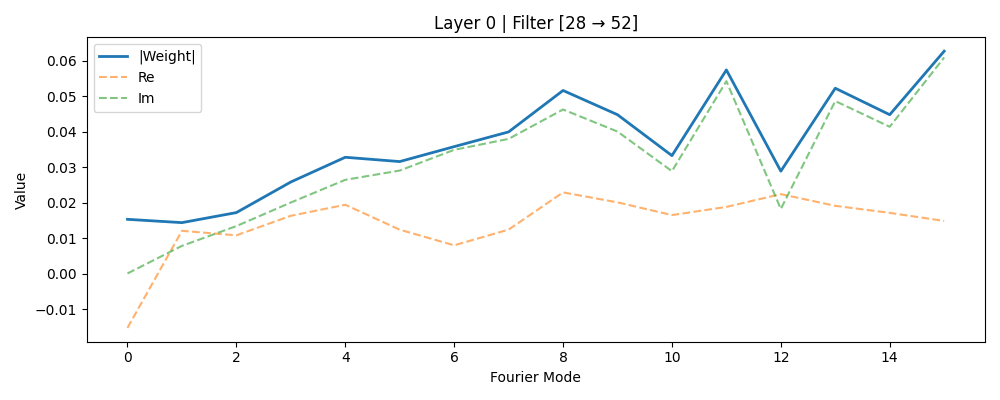 Layer 0 | Filter [28 → 52]
|Weight|
Re
Im
Value
0.06
0.05
0.04
0.03
0.02
0.01
0.00
−0.01
0 2 4 6 8 10 12 14
Fourier Mode